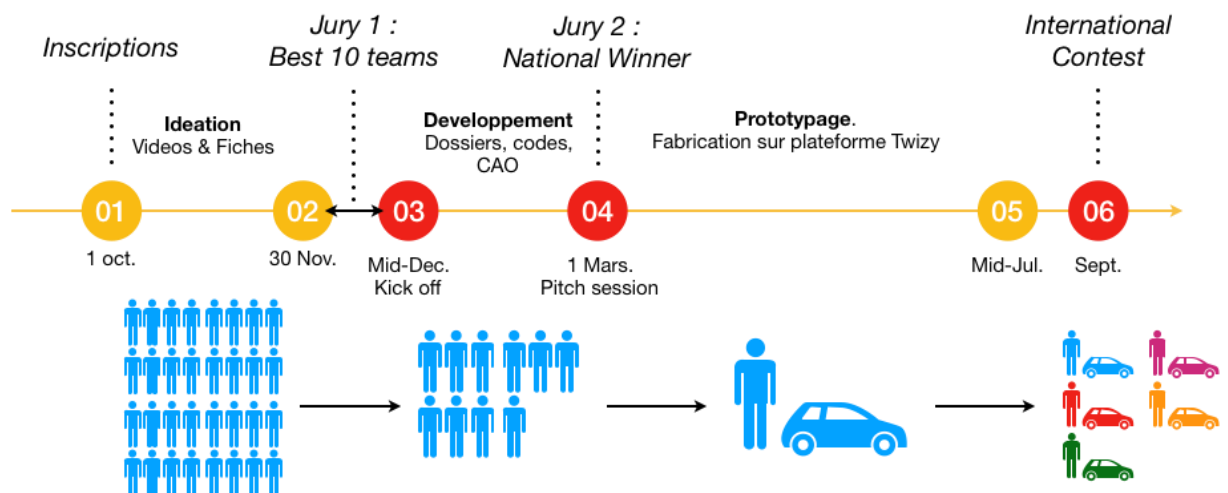 Inscriptions
Jury 1 :
Best 10 teams
Jury 2 :
National Winner
International
Contest
Ideation
Videos & Fiches
Developpement
Dossiers, codes,
CAO
Prototypage.
Fabrication sur plateforme Twizy
01
02
03
04
05
06
1 oct.
30 Nov.
Mid-Dec.
Kick off
1 Mars.
Pitch session
Mid-Jul.
Sept.